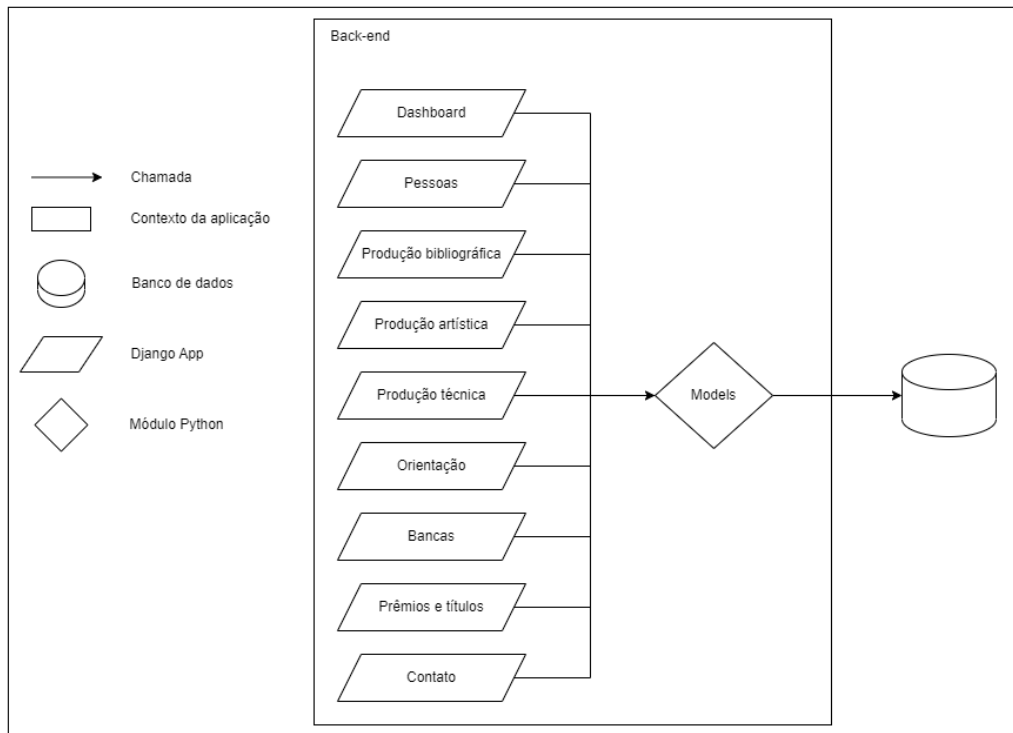 Back-end
Dashboard
Pessoas
Produção bibliográfica
Produção artística
Produção técnica
Orientação
Bancas
Prêmios e títulos
Contato
Models
Chamada
Contexto da aplicação
Banco de dados
Django App
Módulo Python